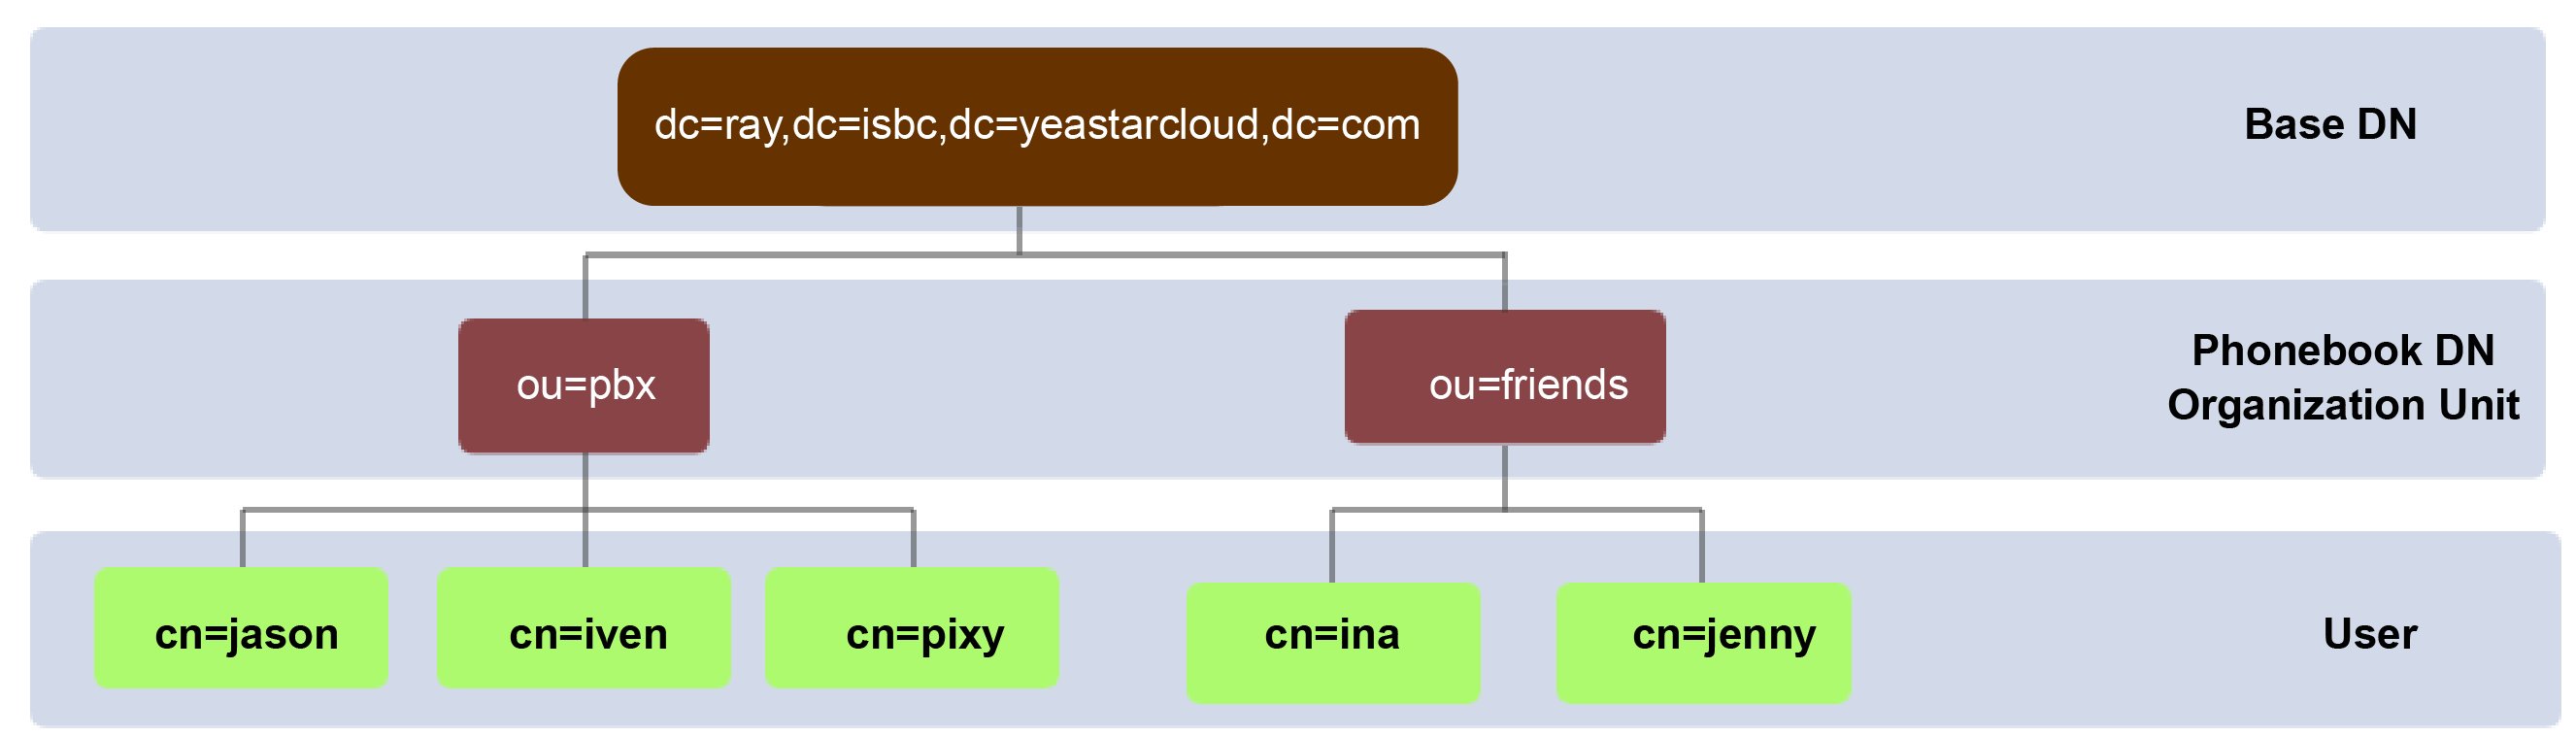 dc=ray,dc=isbc,dc=yeastarcloud,dc=com
Base DN
ou=pbx
ou=friends
Phonebook DN
Organization Unit
cn=jason
cn=iven
cn=pixy
cn=ina
cn=jenny
User